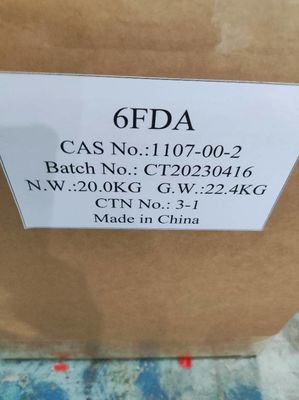 6FDA
CAS No.:1107-00-2
Batch No.: CT20230416
N.W.:20.0KG G.W.:22.4KG
CTN No.: 3-1
Made in China